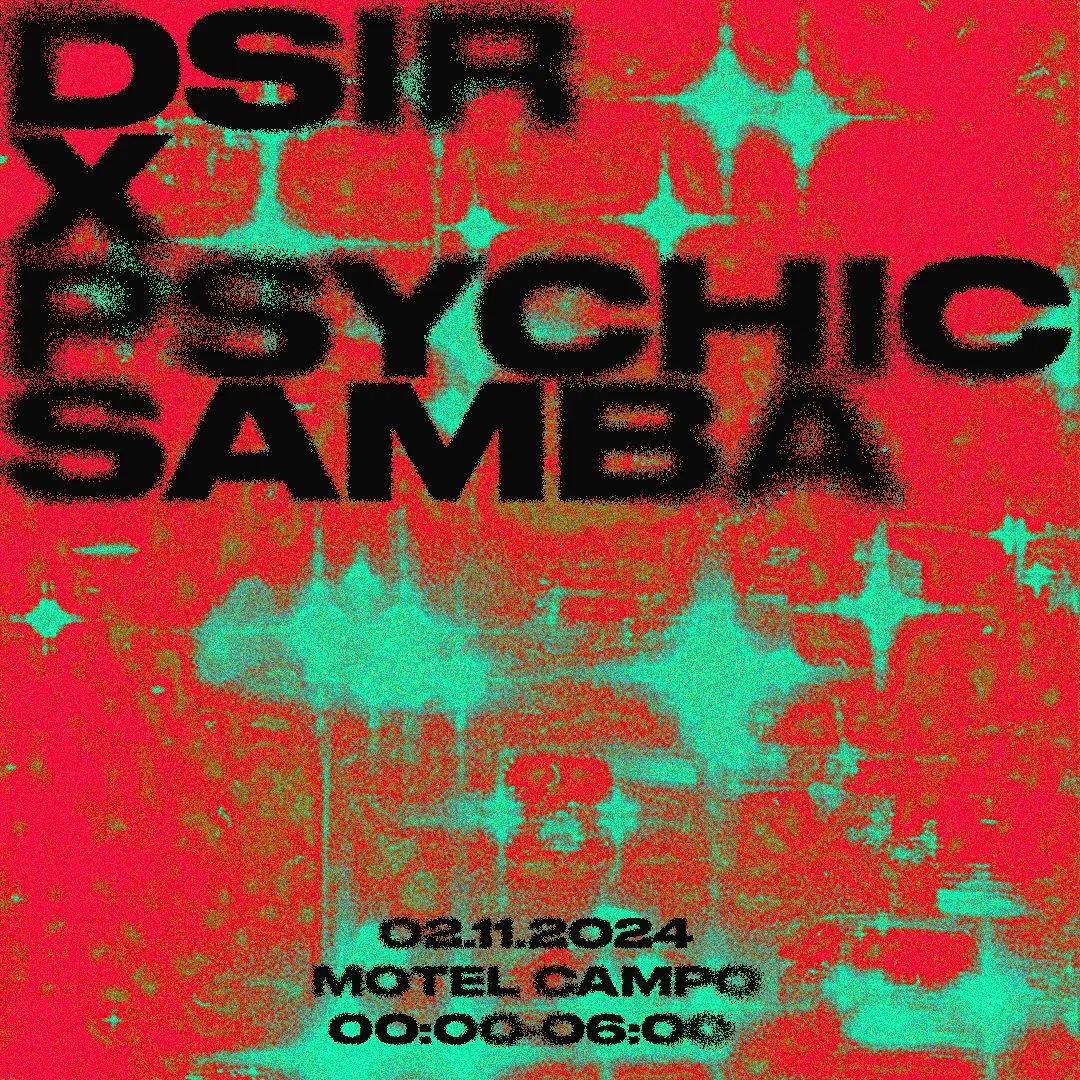 DSIR
X
PSYCHIC
SAMBA
02.11.2024
MOTEL CAMPO
00:00-06:00